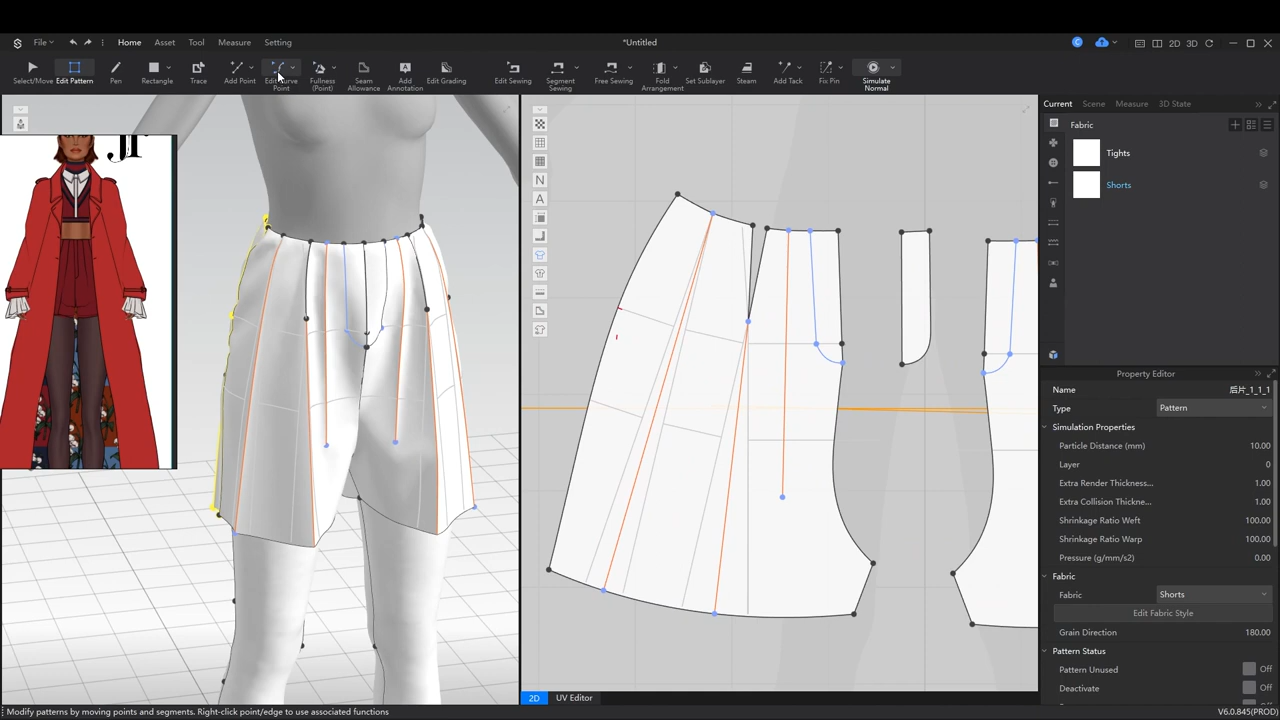 File
Home
Asset
Tool
Measure
Setting
*Untitled
2D
3D
Select/Move
Edit Pattern
Pen
Rectangle
Trace
Add Point
Edit Curve Point
Fullness (Point)
Seam Allowance
Add Annotation
Edit Grading
Edit Sewing
Segment Sewing
Free Sewing
Fold Arrangement
Set Sublayer
Steam
Add Tack
Fix Pin
Simulate Normal
Current
Scene
Measure
3D State
Fabric
Tights
Shorts
Property Editor
Name 后片_1_1_1
Type Pattern
Simulation Properties
Particle Distance (mm) 10.00
Layer 0
Extra Render Thickness... 1.00
Extra Collision Thickne... 1.00
Shrinkage Ratio Weft 100.00
Shrinkage Ratio Warp 100.00
Pressure (g/mm/s2) 0.00
Fabric
Fabric Shorts
Edit Fabric Style
Grain Direction 180.00
Pattern Status
Pattern Unused Off
Deactivate Off
2D
UV Editor
Modify patterns by moving points and segments. Right-click point/edge to use associated functions
V6.0.845(PROD)